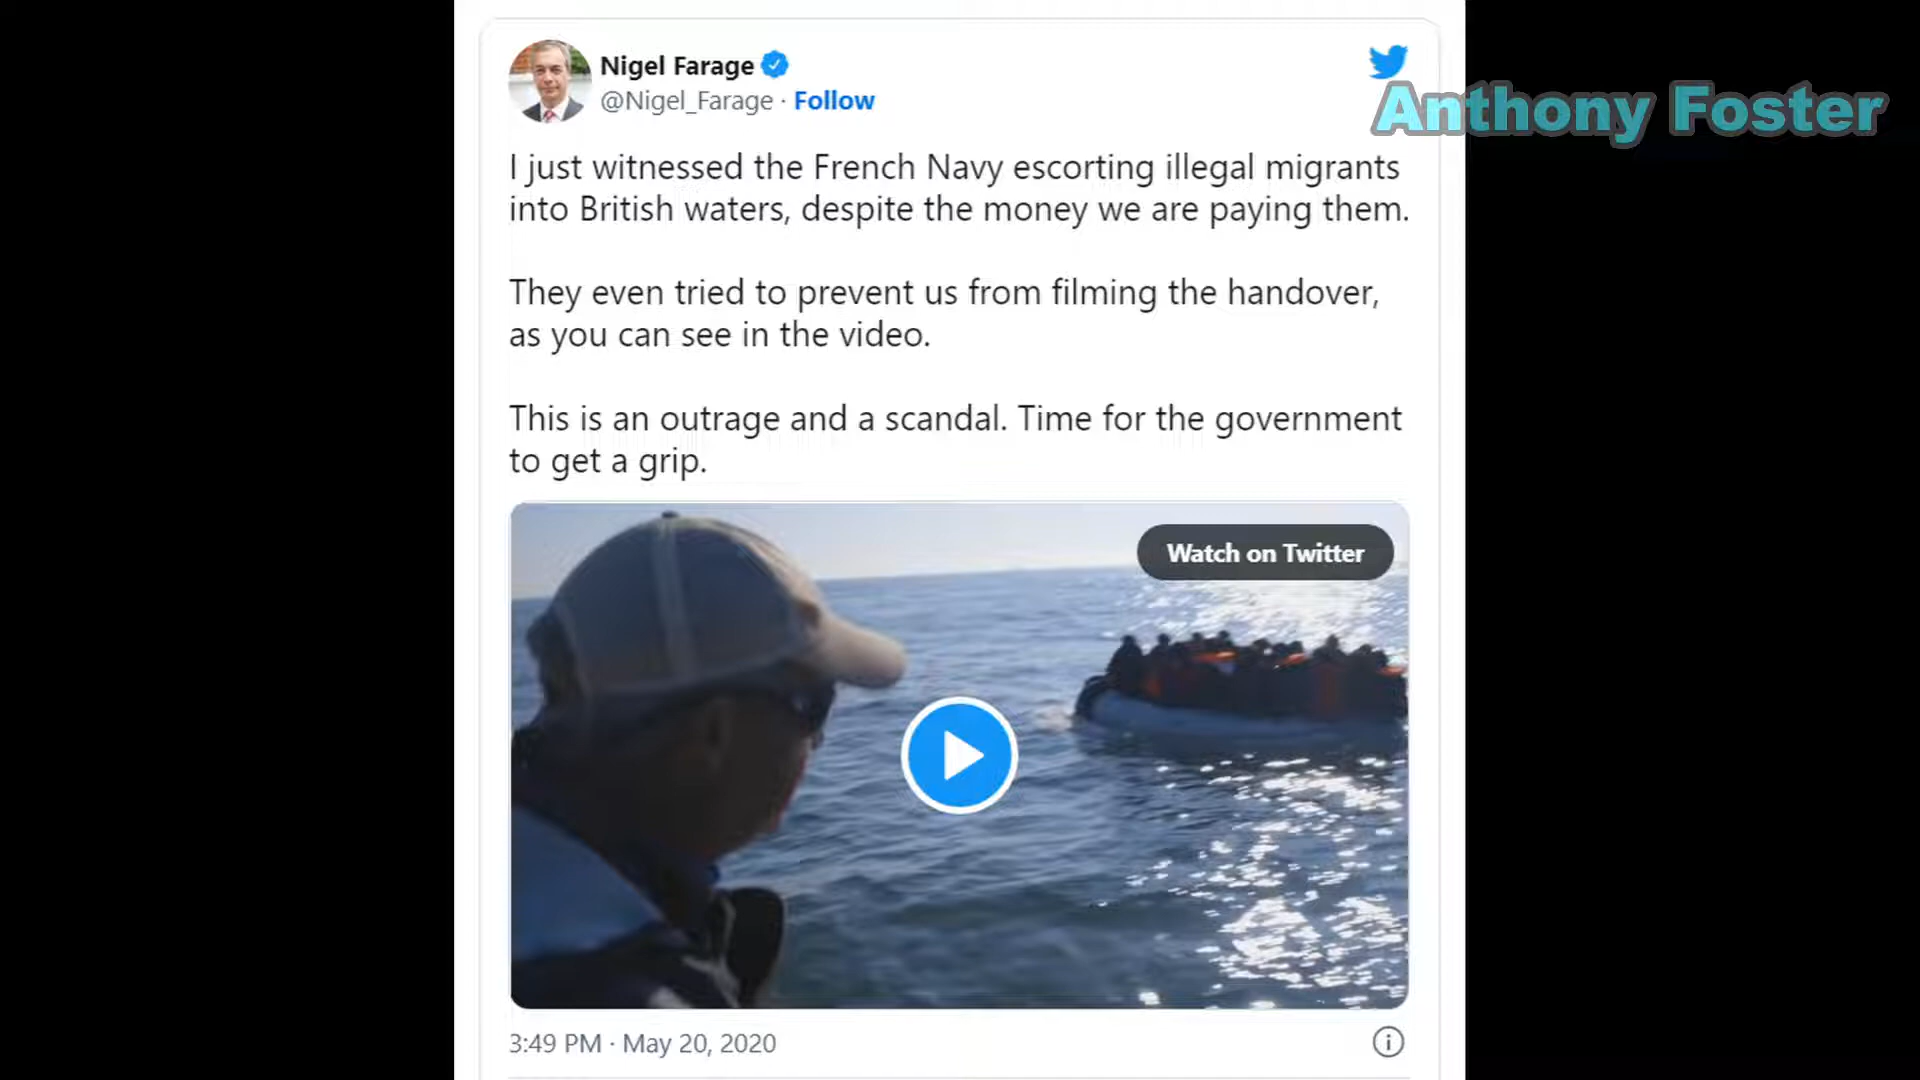 Nigel Farage
@Nigel_Farage · Follow
Anthony Foster
I just witnessed the French Navy escorting illegal migrants
into British waters, despite the money we are paying them.
They even tried to prevent us from filming the handover,
as you can see in the video.
This is an outrage and a scandal. Time for the government
to get a grip.
Watch on Twitter
3:49 PM · May 20, 2020